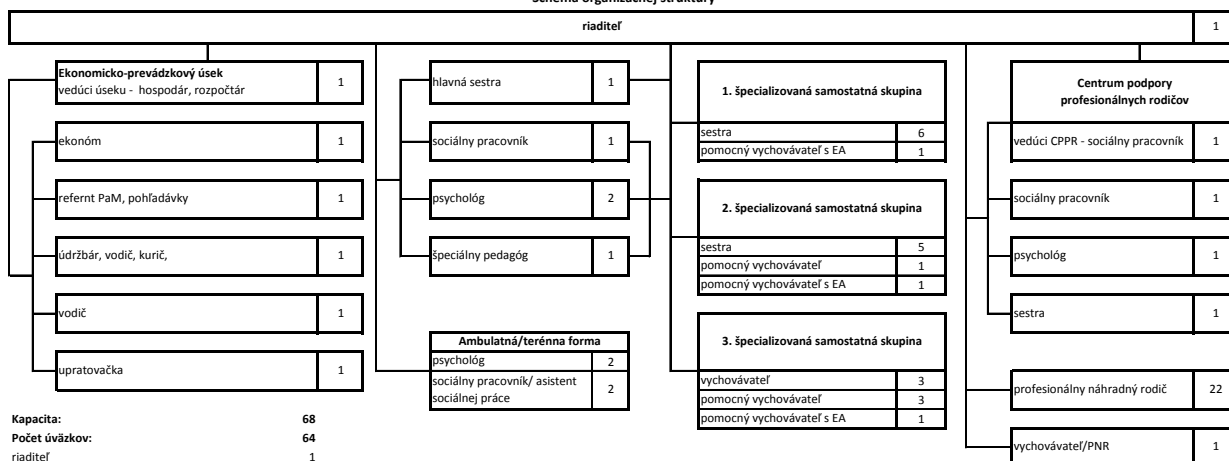 Schéma organizačnej štruktúry
riaditeľ 1
Ekonomicko-prevádzkový úsek
vedúci úseku - hospodár, rozpočtár 1
ekonóm 1
refernt PaM, pohľadávky 1
údržbár, vodič, kurič, 1
vodič 1
upratovačka 1
hlavná sestra 1
sociálny pracovník 1
psychológ 2
špeciálny pedagóg 1
Ambulatná/terénna forma
psychológ 2
sociálny pracovník/ asistent
sociálnej práce 2
1. špecializovaná samostatná skupina
sestra 6
pomocný vychovávateľ s EA 1
2. špecializovaná samostatná skupina
sestra 5
pomocný vychovávateľ 1
pomocný vychovávateľ s EA 1
3. špecializovaná samostatná skupina
vychovávateľ 3
pomocný vychovávateľ 3
pomocný vychovávateľ s EA 1
Centrum podpory
profesionálnych rodičov
vedúci CPPR - sociálny pracovník 1
sociálny pracovník 1
psychológ 1
sestra 1
profesionálny náhradný rodič 22
vychovávateľ/PNR 1
Kapacita: 68
Počet úväzkov: 64
riaditeľ 1